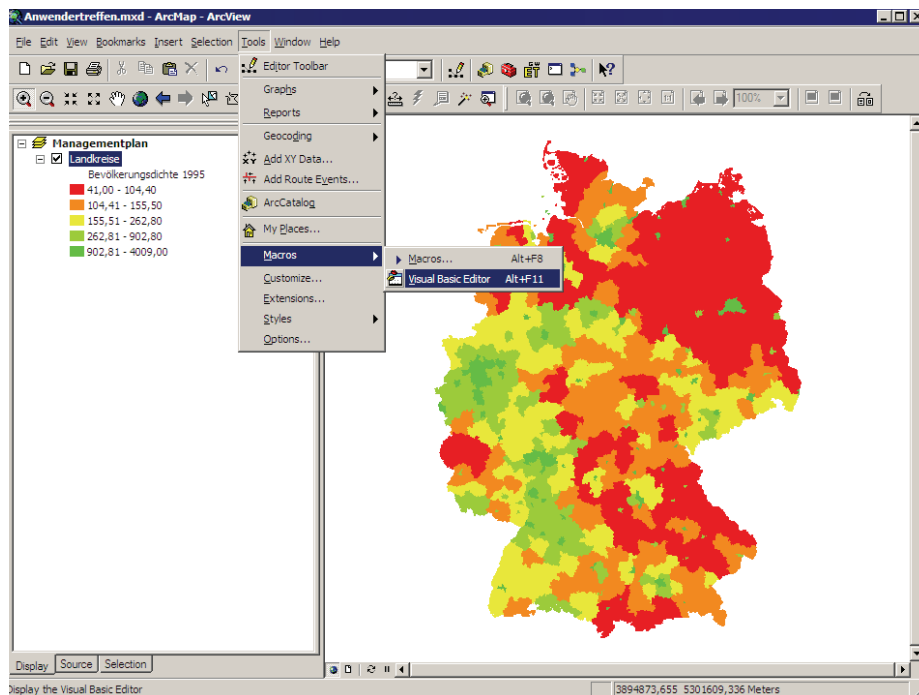 Anwendertreffen.mxd - ArcMap - ArcView
File Edit View Bookmarks Insert Selection Tools Window Help
Editor Toolbar
Graphs
Reports
Geocoding
Add XY Data...
Add Route Events...
ArcCatalog
My Places...
Macros
Customize...
Extensions...
Styles
Options...
Macros... Alt+F8
Visual Basic Editor Alt+F11
100%
Managementplan
Landkreise
Bevölkerungsdichte 1995
41,00 - 104,40
104,41 - 155,50
155,51 - 262,80
262,81 - 902,80
902,81 - 4009,00
Display Source Selection
Display the Visual Basic Editor
3894873,655 5301609,336 Meters